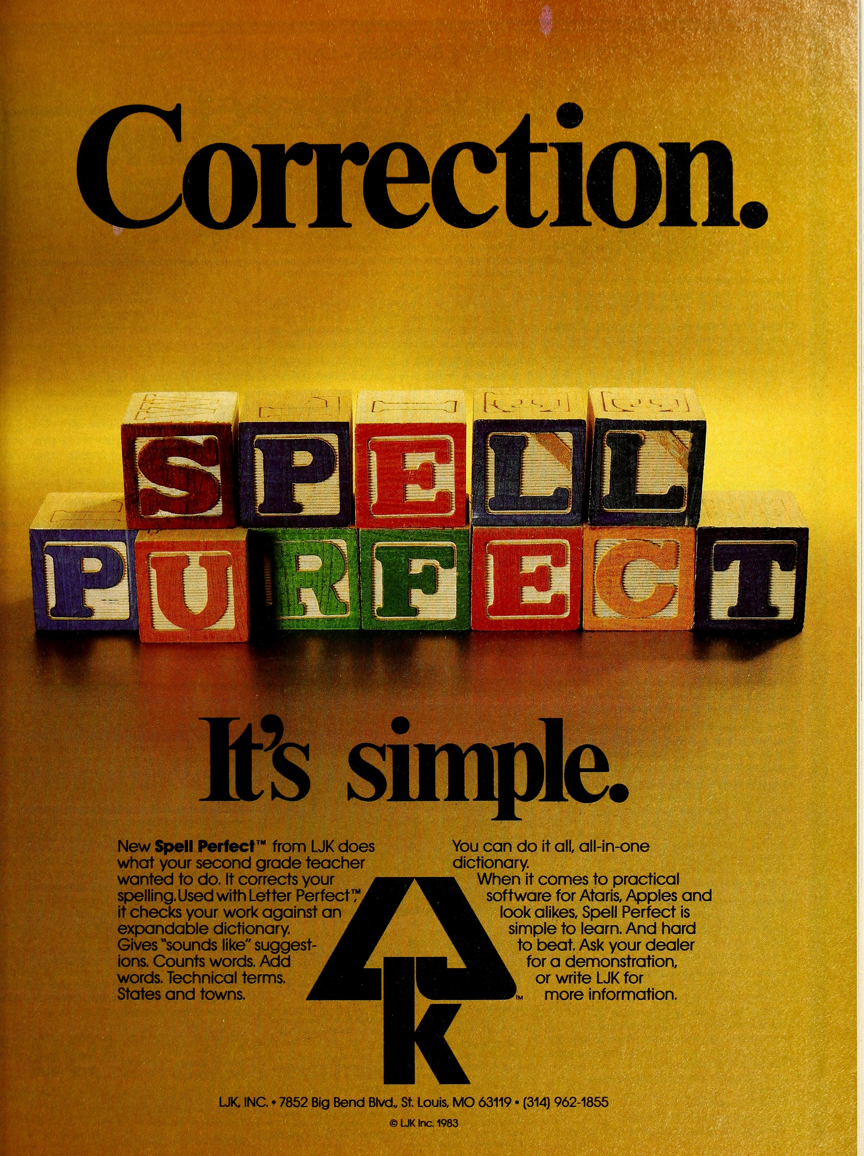 Correction.
SPELL
PURFECT
It's simple.
New Spell Perfect™ from LJK does
what your second grade teacher
wanted to do. It corrects your
spelling. Used with Letter Perfect,™
it checks your work against an
expandable dictionary.
Gives "sounds like" suggest-
ions. Counts words. Add
words. Technical terms.
States and towns.
You can do it all, all-in-one
dictionary.
When it comes to practical
software for Ataris, Apples and
look alikes, Spell Perfect is
simple to learn. And hard
to beat. Ask your dealer
for a demonstration,
or write LJK for
more information.
LJk ™
LJK, INC. • 7852 Big Bend Blvd., St. Louis, MO 63119 • (314) 962-1855
© LJK Inc. 1983